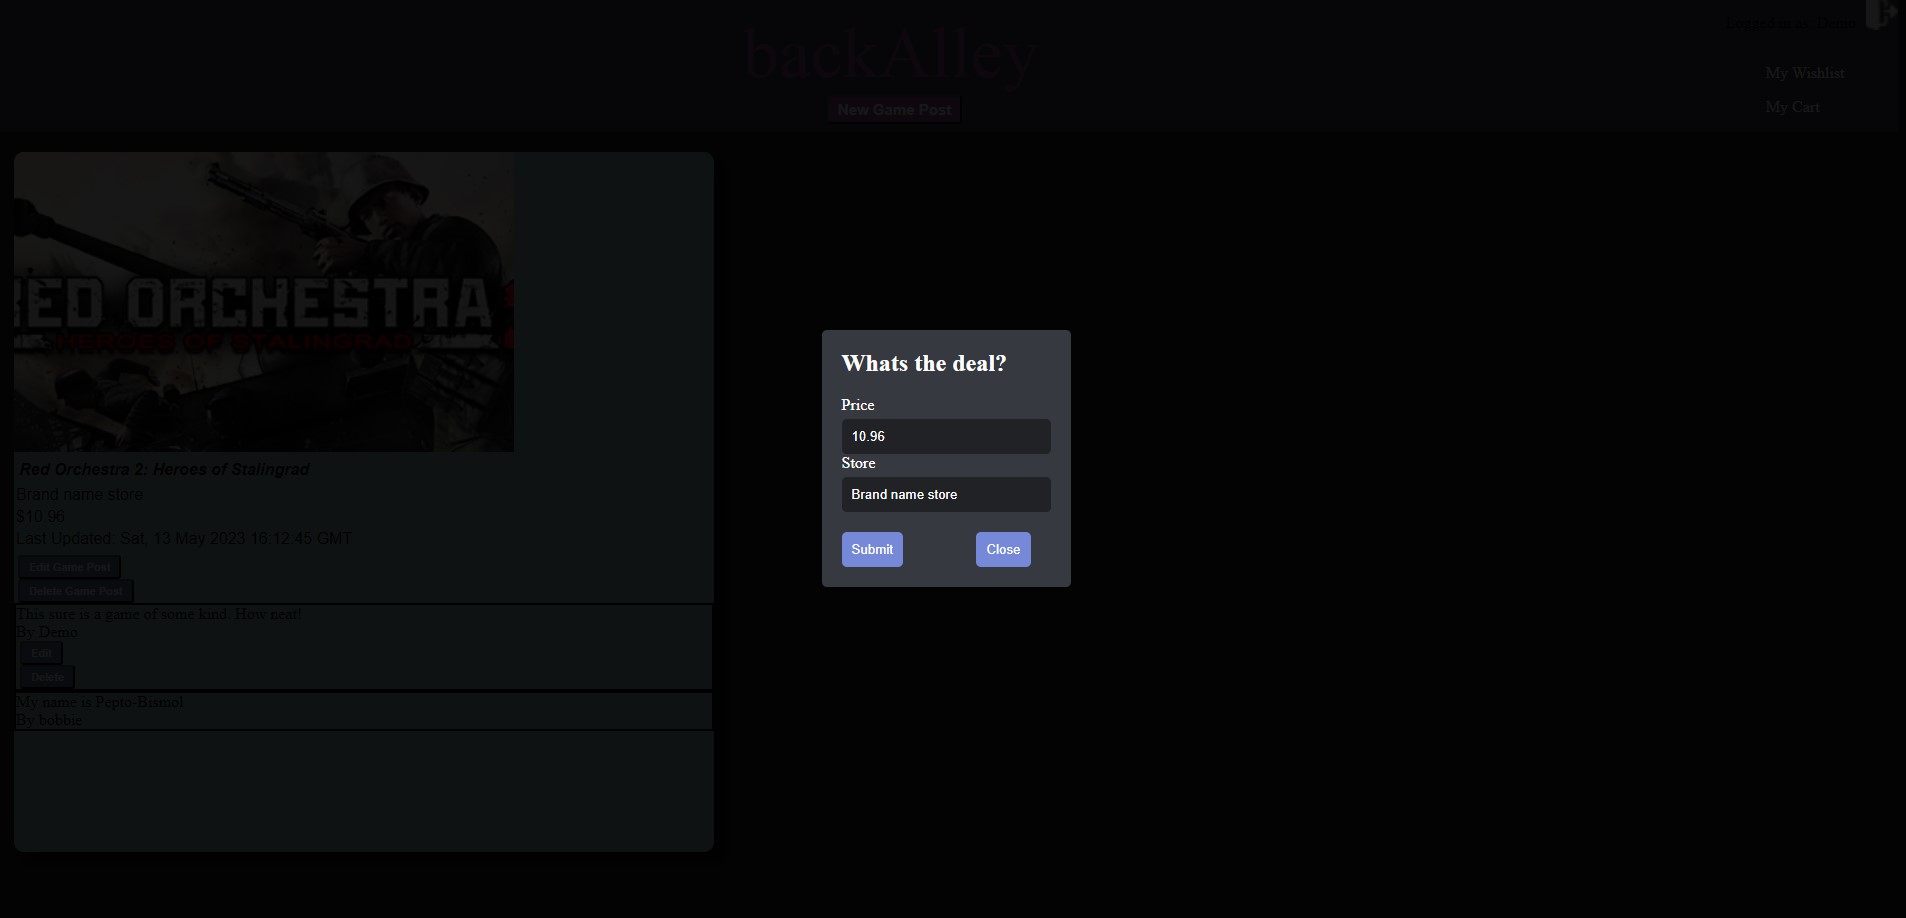 backAlley
New Game Post
Logged in as: Demo
My Wishlist
My Cart
RED ORCHESTRA
HEROES OF STALINGRAD
Red Orchestra 2: Heroes of Stalingrad
Brand name store
$10.96
Last Updated: Sat, 13 May 2023 16:12:45 GMT
Edit Game Post
Delete Game Post
This sure is a game of some kind. How neat!
By Demo
Edit
Delete
My name is Pepto-Bismol
By bobbie
Whats the deal?
Price
10.96
Store
Brand name store
Submit
Close